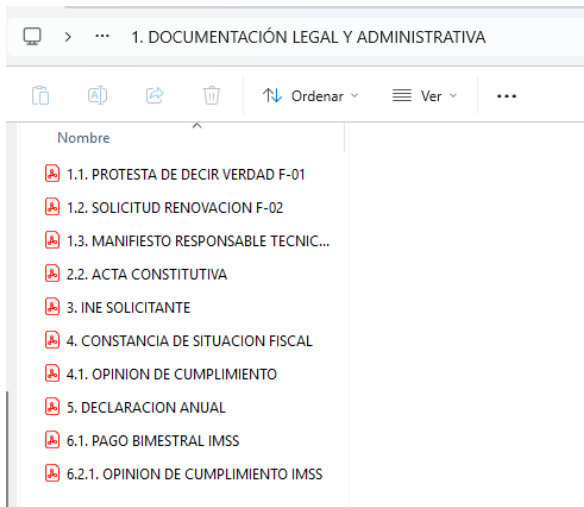 1. DOCUMENTACIÓN LEGAL Y ADMINISTRATIVA
Ordenar
Ver
Nombre
1.1. PROTESTA DE DECIR VERDAD F-01
1.2. SOLICITUD RENOVACION F-02
1.3. MANIFIESTO RESPONSABLE TECNIC...
2.2. ACTA CONSTITUTIVA
3. INE SOLICITANTE
4. CONSTANCIA DE SITUACION FISCAL
4.1. OPINION DE CUMPLIMIENTO
5. DECLARACION ANUAL
6.1. PAGO BIMESTRAL IMSS
6.2.1. OPINION DE CUMPLIMIENTO IMSS